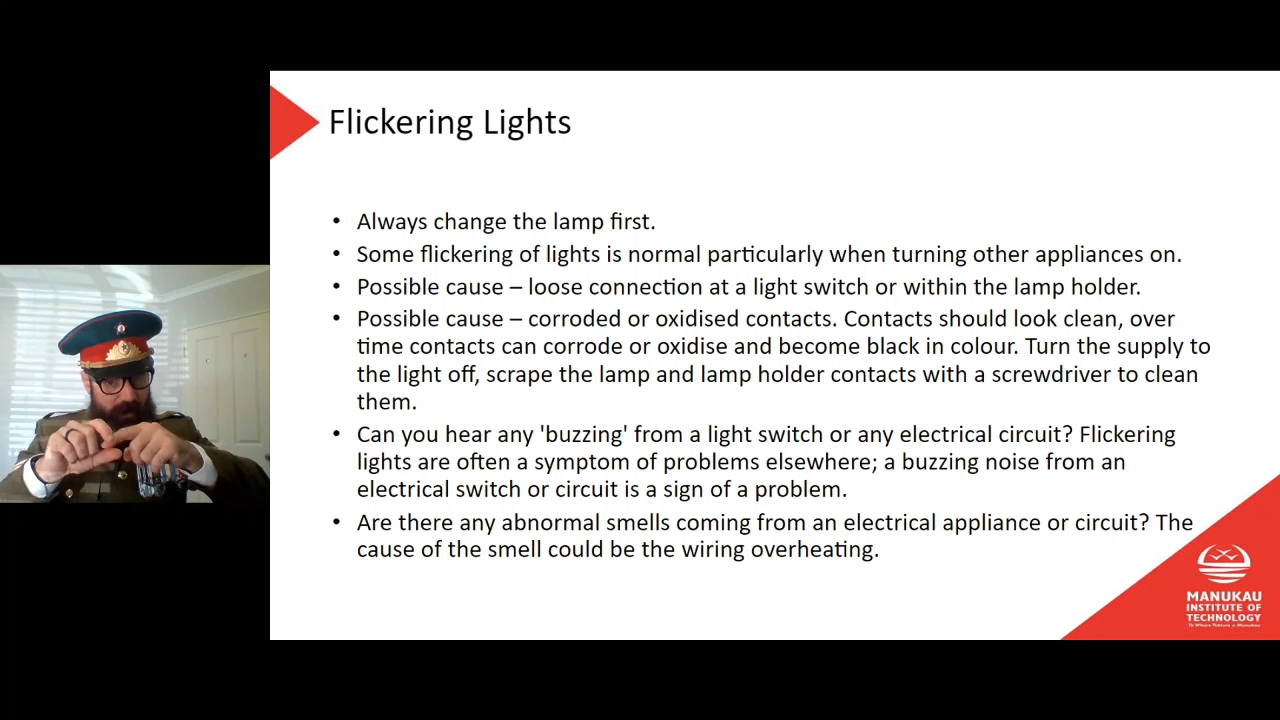 Flickering Lights
• Always change the lamp first.
• Some flickering of lights is normal particularly when turning other appliances on.
• Possible cause – loose connection at a light switch or within the lamp holder.
• Possible cause – corroded or oxidised contacts. Contacts should look clean, over
time contacts can corrode or oxidise and become black in colour. Turn the supply to
the light off, scrape the lamp and lamp holder contacts with a screwdriver to clean
them.
• Can you hear any 'buzzing' from a light switch or any electrical circuit? Flickering
lights are often a symptom of problems elsewhere; a buzzing noise from an
electrical switch or circuit is a sign of a problem.
• Are there any abnormal smells coming from an electrical appliance or circuit? The
cause of the smell could be the wiring overheating.
MANUKAU
INSTITUTE OF
TECHNOLOGY